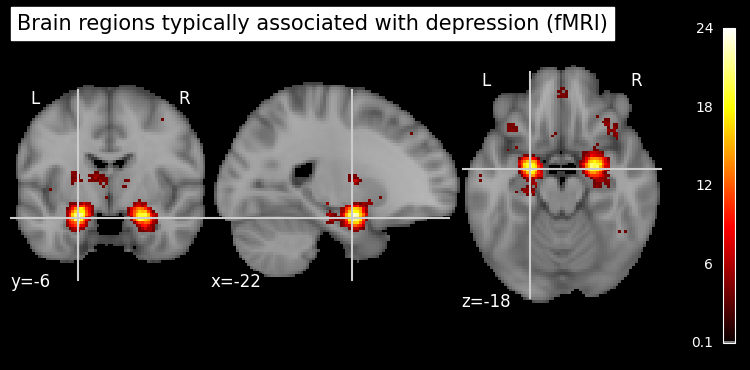 Brain regions typically associated with depression (fMRI)
L R
L R
y=-6
x=-22
z=-18
24
18
12
6
0.1